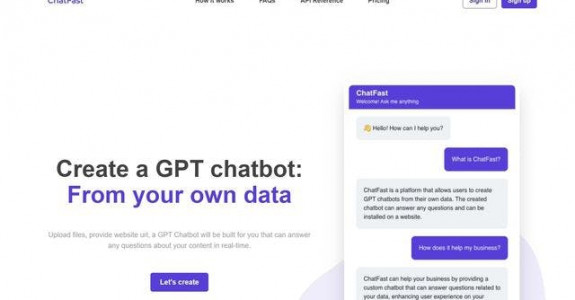 ChatFast
How it works
FAQs
API Reference
Pricing
Sign in
Sign up
Create a GPT chatbot:
From your own data
Upload files, provide website url, a GPT Chatbot will be built for you that can answer
any questions about your content in real-time.
Let's create
ChatFast
Welcome! Ask me anything
👋 Hello! How can I help you?
What is ChatFast?
ChatFast is a platform that allows users to create
GPT chatbots from their own data. The created
chatbot can answer any questions and can be
installed on a website.
How does it help my business?
ChatFast can help your business by providing a
custom chatbot that can answer questions related to
your data, enhancing user experience on your